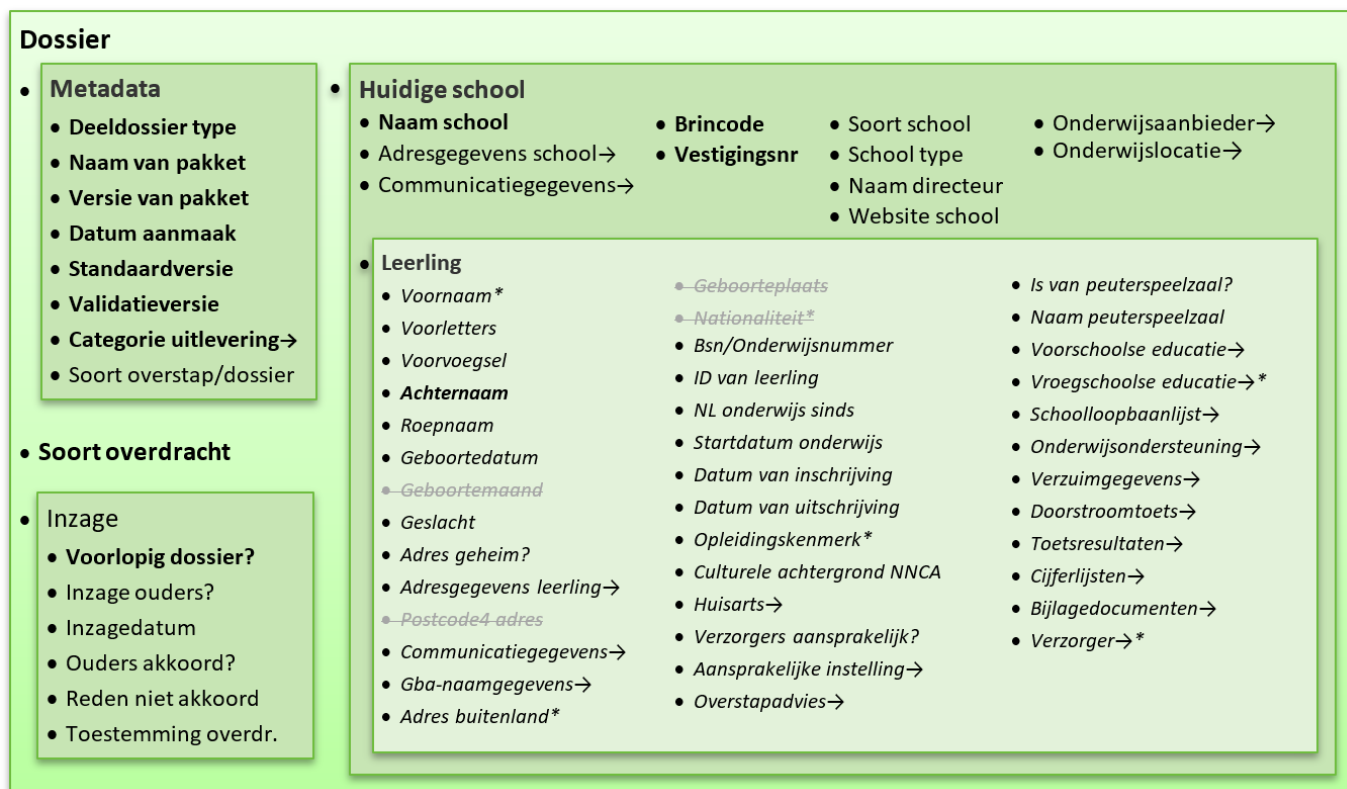 Dossier
• Metadata
• Deeldossier type
• Naam van pakket
• Versie van pakket
• Datum aanmaak
• Standaardversie
• Validatieversie
• Categorie uitlevering→
• Soort overstap/dossier
• Soort overdracht
• Inzage
• Voorlopig dossier?
• Inzage ouders?
• Inzagedatum
• Ouders akkoord?
• Reden niet akkoord
• Toestemming overdr.
• Huidige school
• Naam school
• Adresgegevens school→
• Communicatiegegevens→
• Brincode
• Vestigingsnr
• Soort school
• School type
• Naam directeur
• Website school
• Onderwijsaanbieder→
• Onderwijslocatie→
• Leerling
• Voornaam*
• Voorletters
• Voorvoegsel
• Achternaam
• Roepnaam
• Geboortedatum
• Geboortemaand
• Geslacht
• Adres geheim?
• Adresgegevens leerling→
• Postcode4 adres
• Communicatiegegevens→
• Gba-naamgegevens→
• Adres buitenland*
• Geboorteplaats
• Nationaliteit*
• Bsn/Onderwijsnummer
• ID van leerling
• NL onderwijs sinds
• Startdatum onderwijs
• Datum van inschrijving
• Datum van uitschrijving
• Opleidingskenmerk*
• Culturele achtergrond NNCA
• Huisarts→
• Verzorgers aansprakelijk?
• Aansprakelijke instelling→
• Overstapadvies→
• Is van peuterspeelzaal?
• Naam peuterspeelzaal
• Voorschoolse educatie→
• Vroegschoolse educatie→*
• Schoolloopbaanlijst→
• Onderwijsondersteuning→
• Verzuimgegevens→
• Doorstroomtoets→
• Toetsresultaten→
• Cijferlijsten→
• Bijlagedocumenten→
• Verzorger→*